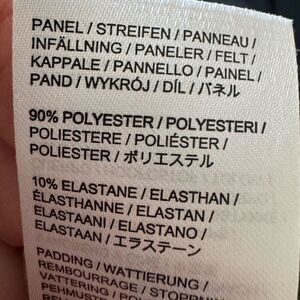 PANEL / STREIFEN / PANNEAU /
INFÄLLNING / PANELER / FELT /
KAPPALE / PANNELLO / PAINEL /
PAND / WYKRÓJ / DÍL / パネル
90% POLYESTER / POLYESTERI /
POLIESTERE / POLIÉSTER /
POLIESTER / ポリエステル
10% ELASTANE / ELASTHAN /
ÉLASTHANNE / ELASTAN /
ELASTAANI / ELASTANO /
ELASTAAN / エラステーン
PADDING / WATTIERUNG /
REMBOURRAGE / STOPPNING
VATTERING /
PEHMUSTE